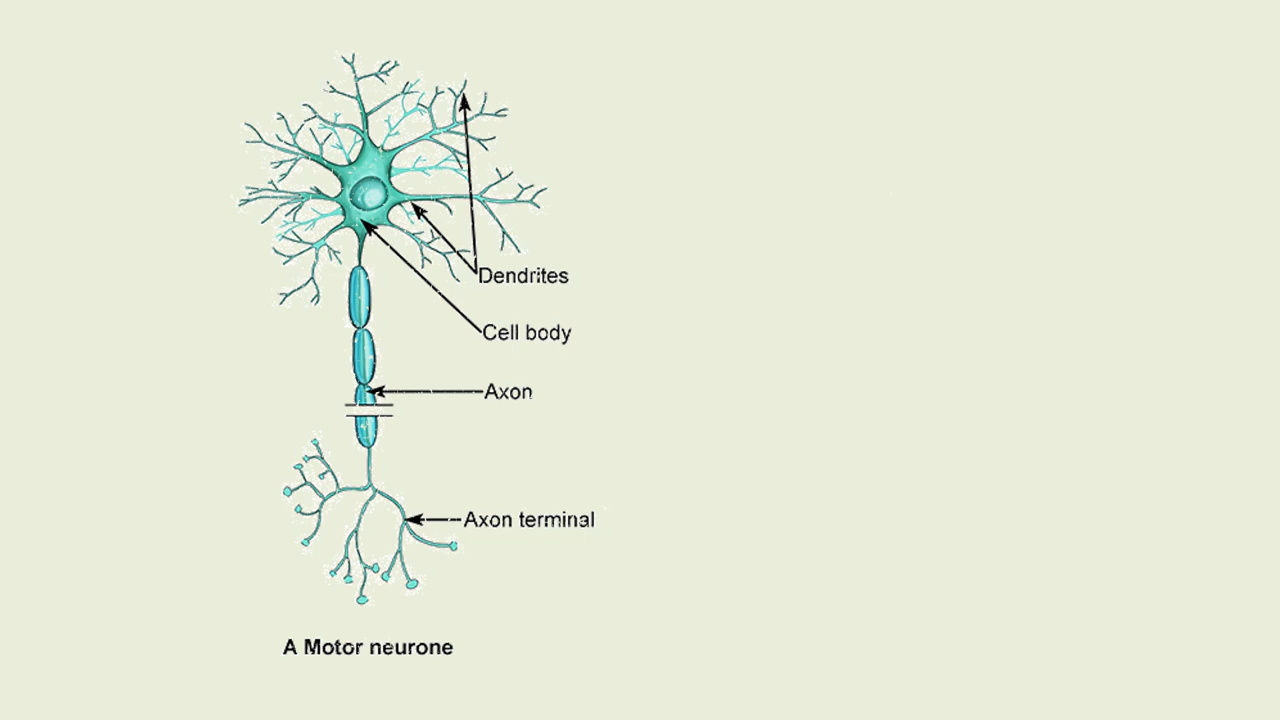 Dendrites
Cell body
Axon
Axon terminal
A Motor neurone